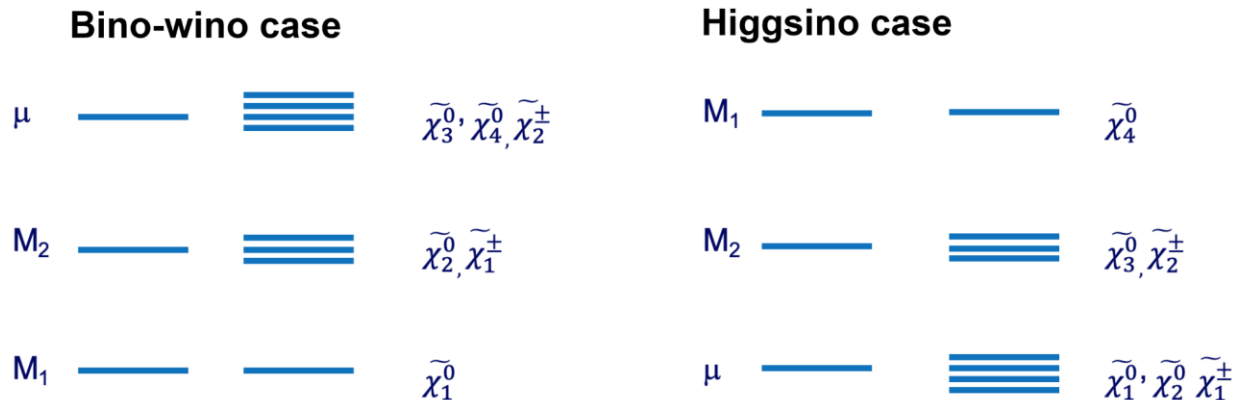 Bino-wino case
μ
χ̃₃⁰, χ̃₄⁰, χ̃₂±
M₂
χ̃₂⁰, χ̃₁±
M₁
χ̃₁⁰
Higgsino case
M₁
χ̃₄⁰
M₂
χ̃₃⁰, χ̃₂±
μ
χ̃₁⁰, χ̃₂⁰ χ̃₁±